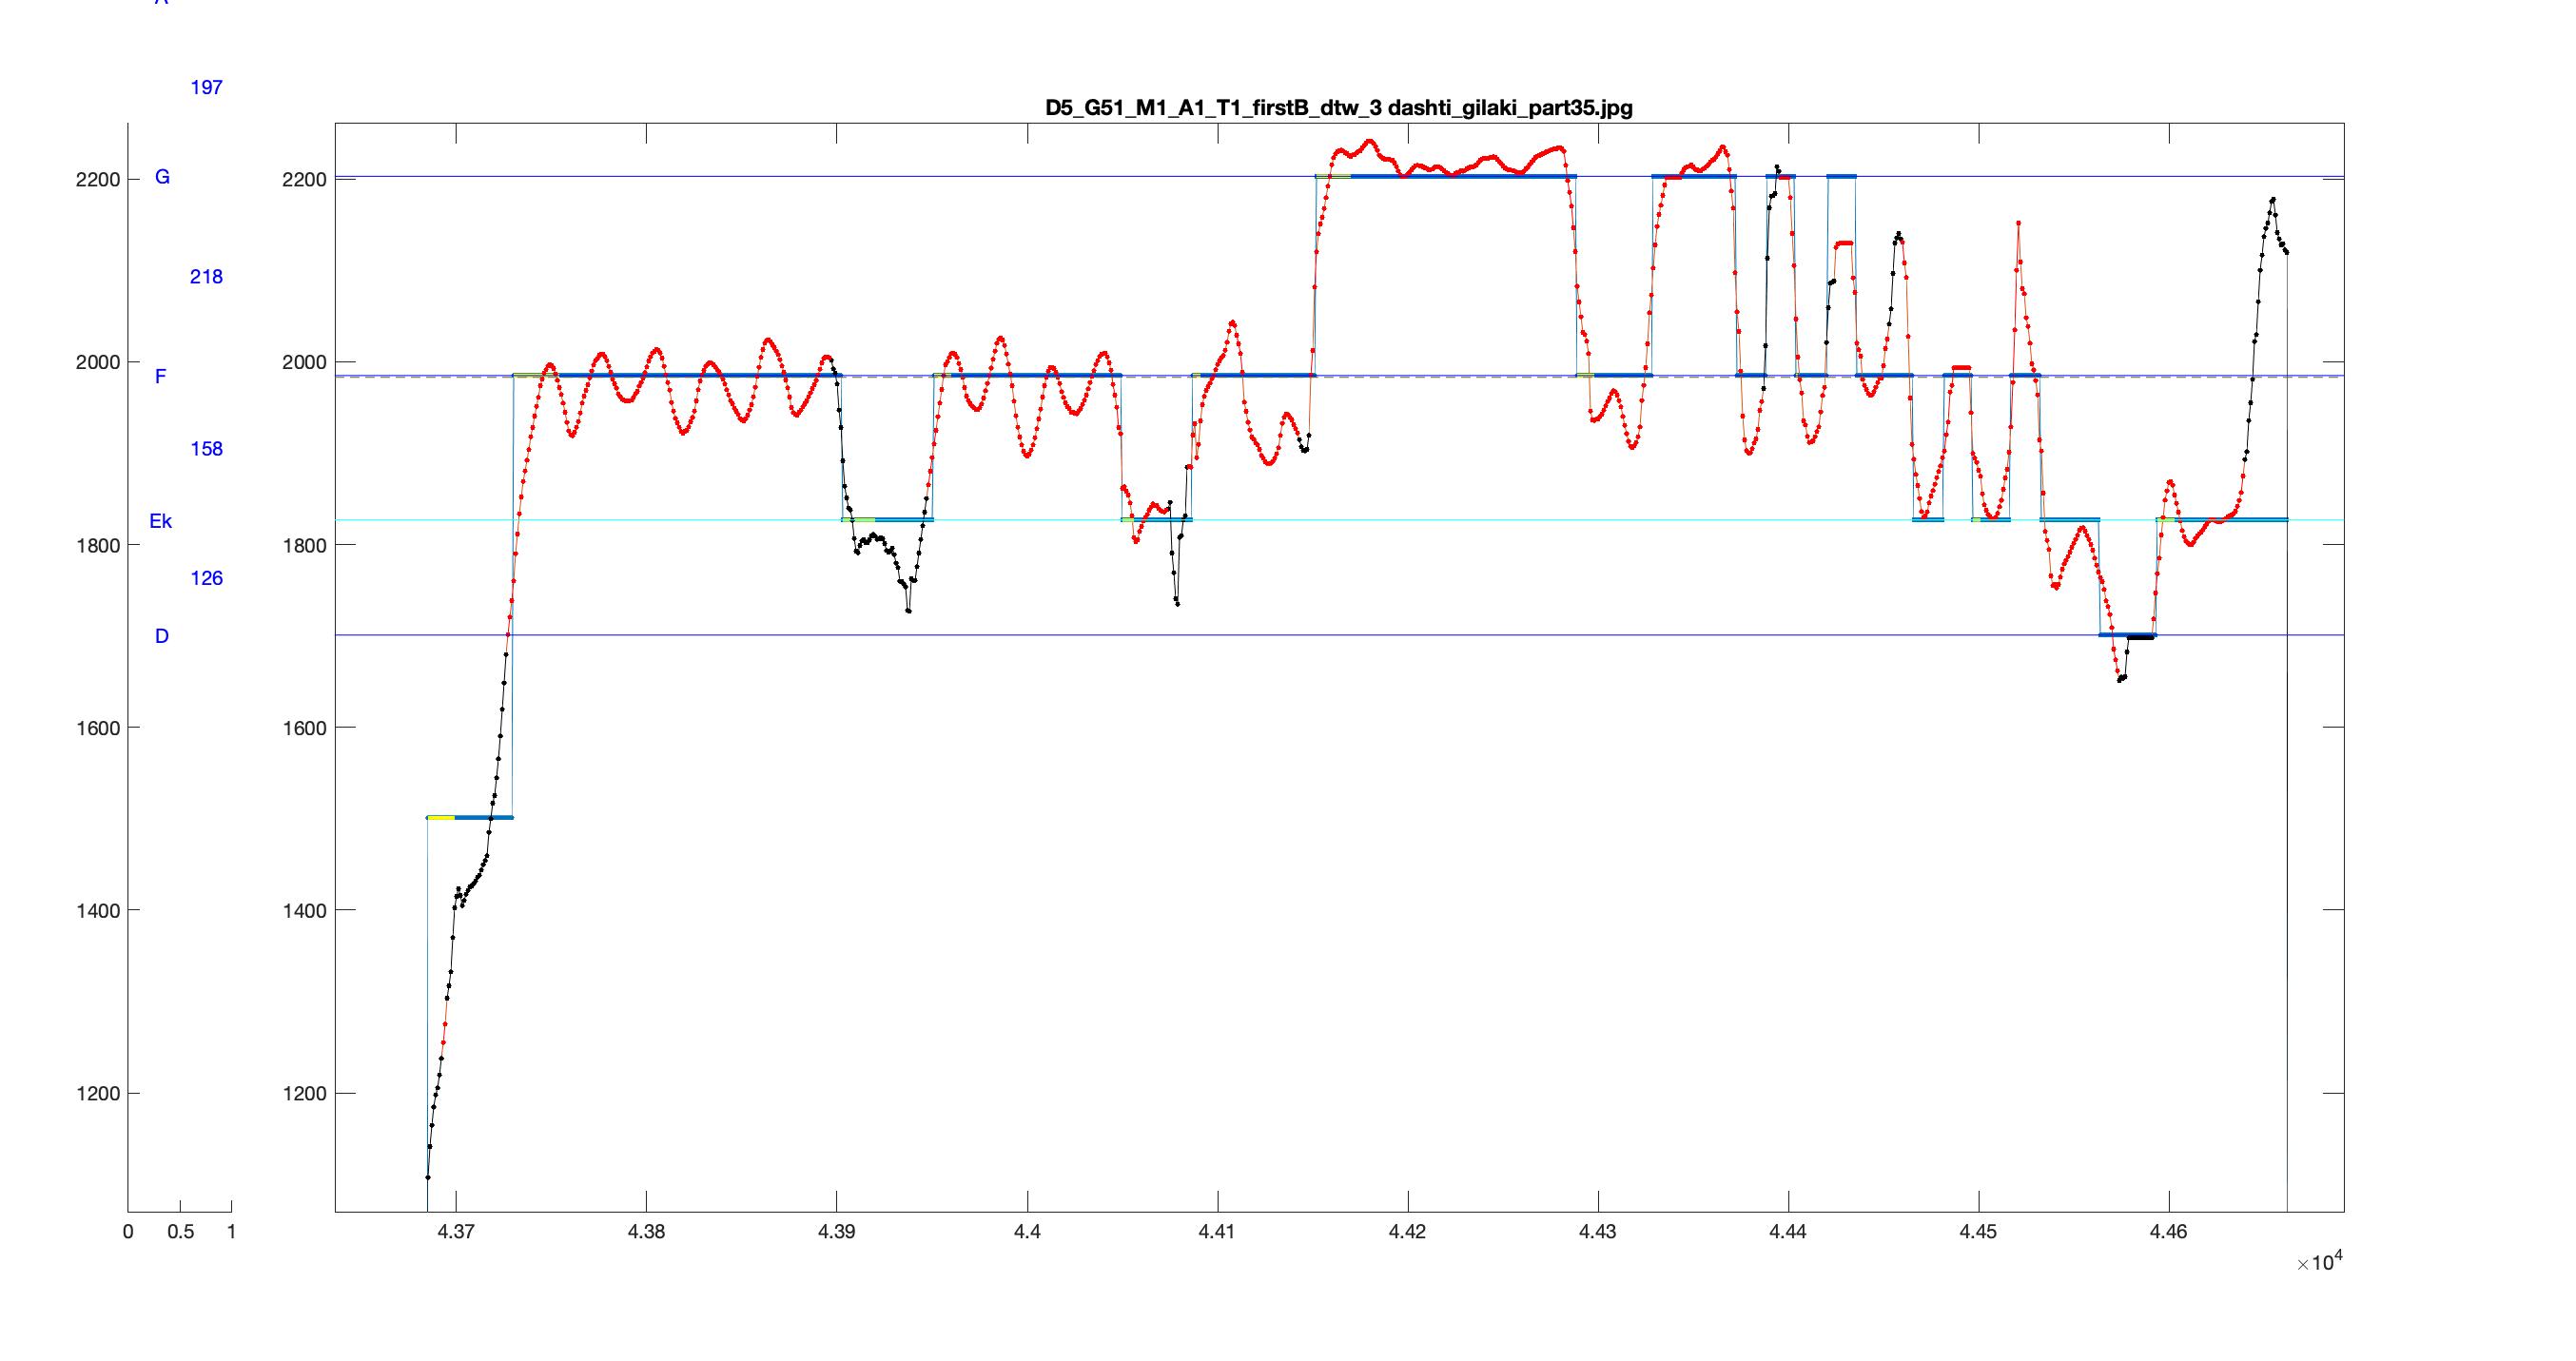 A
197
D5_G51_M1_A1_T1_firstB_dtw_3 dashti_gilaki_part35.jpg
2200 G 2200
218
2000 2000
F
158
Ek
1800 1800
126
D
1600 1600
1400 1400
1200 1200
0 0.5 1 4.37 4.38 4.39 4.4 4.41 4.42 4.43 4.44 4.45 4.46
×10^4